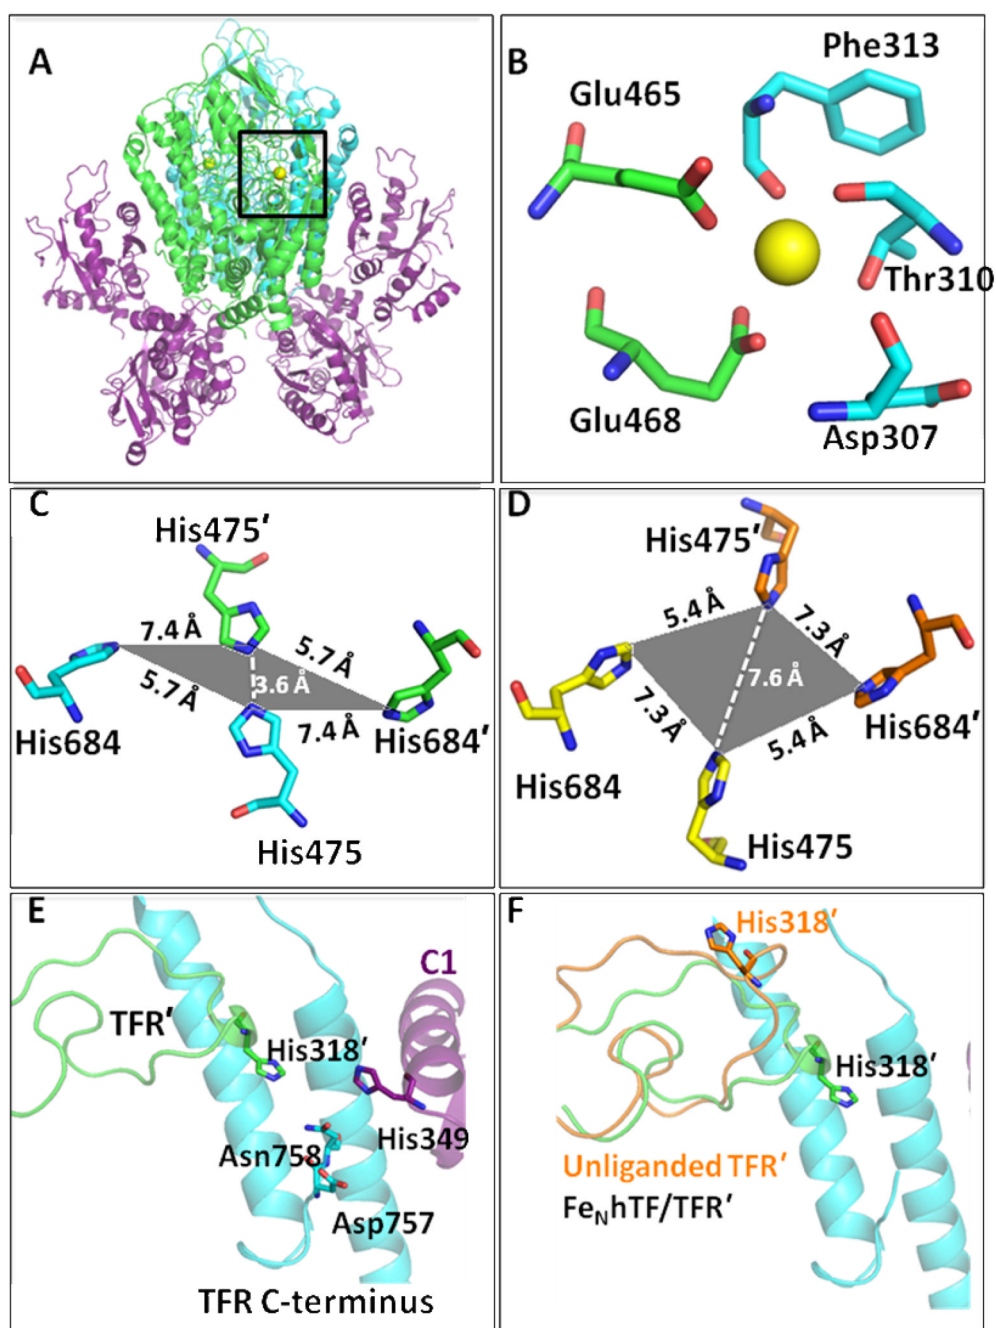 A
B
Phe313
Glu465
Thr310
Glu468
Asp307
C
His475′
7.4 Å
5.7 Å
5.7 Å
3.6 Å
7.4 Å
His684
His684′
His475
D
His475′
5.4 Å
7.3 Å
7.6 Å
7.3 Å
5.4 Å
His684′
His684
His475
E
C1
TFR′
His318′
His349
Asn758
Asp757
TFR C-terminus
F
His318′
His318′
Unliganded TFR′
FeNhTF/TFR′